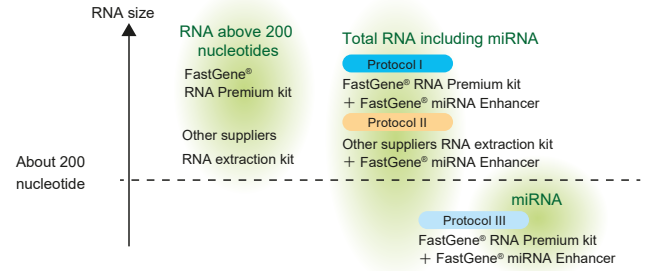 RNA size
RNA above 200
nucleotides
FastGene®
RNA Premium kit
Other suppliers
RNA extraction kit
Total RNA including miRNA
Protocol I
FastGene® RNA Premium kit
+ FastGene® miRNA Enhancer
Protocol II
Other suppliers RNA extraction kit
+ FastGene® miRNA Enhancer
About 200
nucleotide
miRNA
Protocol III
FastGene® RNA Premium kit
+ FastGene® miRNA Enhancer